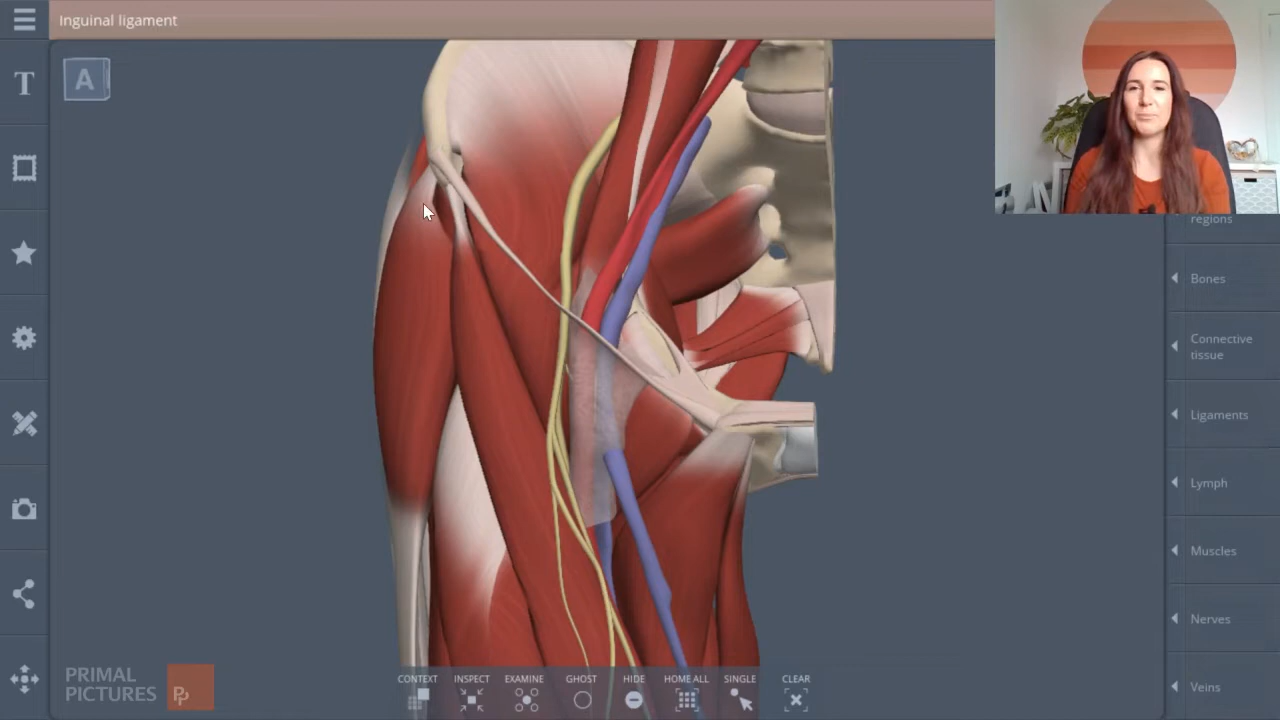 Inguinal ligament
T
A
regions
Bones
Connective
tissue
Ligaments
Lymph
Muscles
Nerves
Veins
PRIMAL
PICTURES
Pp
CONTEXT INSPECT EXAMINE GHOST HIDE HOME ALL SINGLE CLEAR